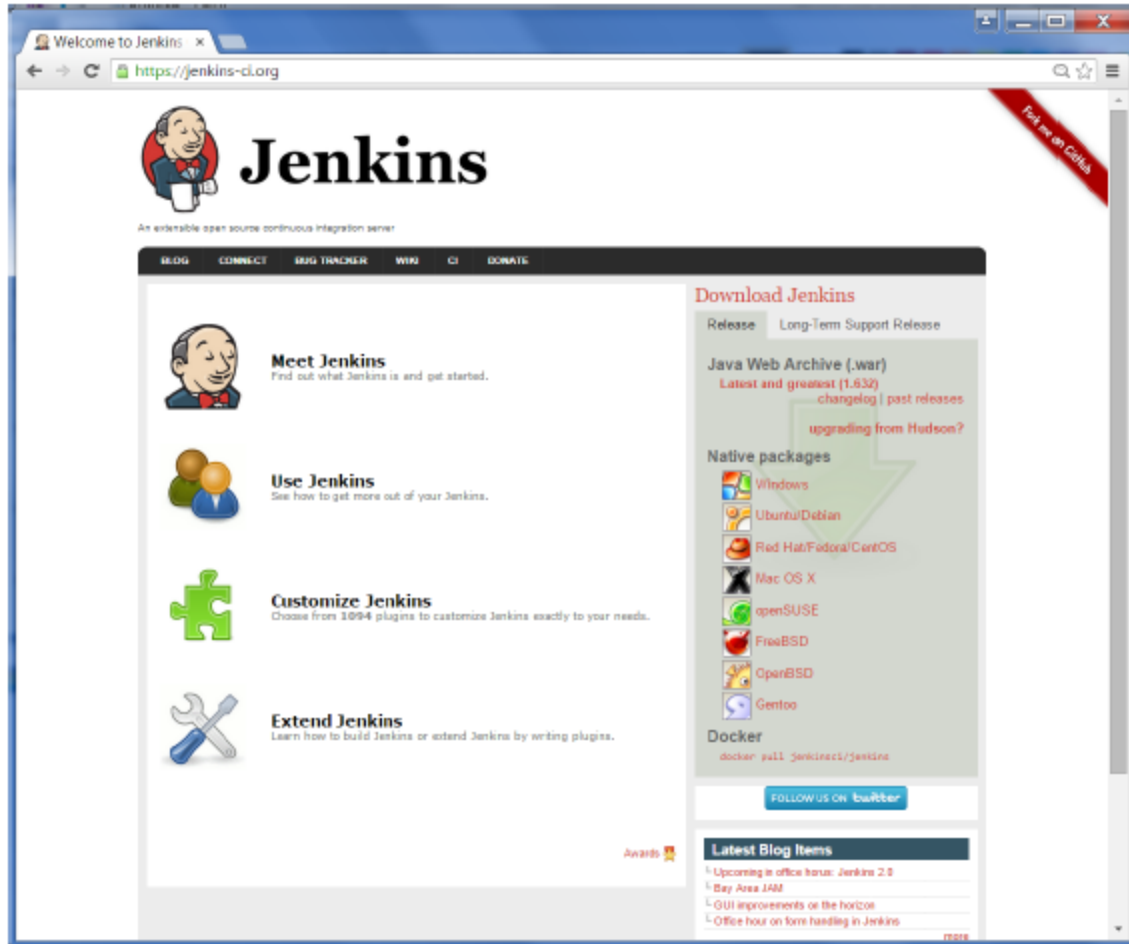 Welcome to Jenkins
https://jenkins-ci.org
Fork me on GitHub
Jenkins
An extensible open source continuous integration server
BLOG CONNECT BUG TRACKER WIKI CI DONATE
Meet Jenkins
Find out what Jenkins is and get started.
Use Jenkins
See how to get more out of your Jenkins.
Customize Jenkins
Choose from 1094 plugins to customize Jenkins exactly to your needs.
Extend Jenkins
Learn how to build Jenkins or extend Jenkins by writing plugins.
Awards
Download Jenkins
Release Long-Term Support Release
Java Web Archive (.war)
Latest and greatest (1.632)
changelog | past releases
upgrading from Hudson?
Native packages
Windows
Ubuntu/Debian
Red Hat/Fedora/CentOS
Mac OS X
openSUSE
FreeBSD
OpenBSD
Gentoo
Docker
docker pull jenkinsci/jenkins
FOLLOW US ON twitter
Latest Blog Items
Upcoming in office horus: Jenkins 2.0
Bay Area JAM
GUI improvements on the horizon
Office hour on form handling in Jenkins
more